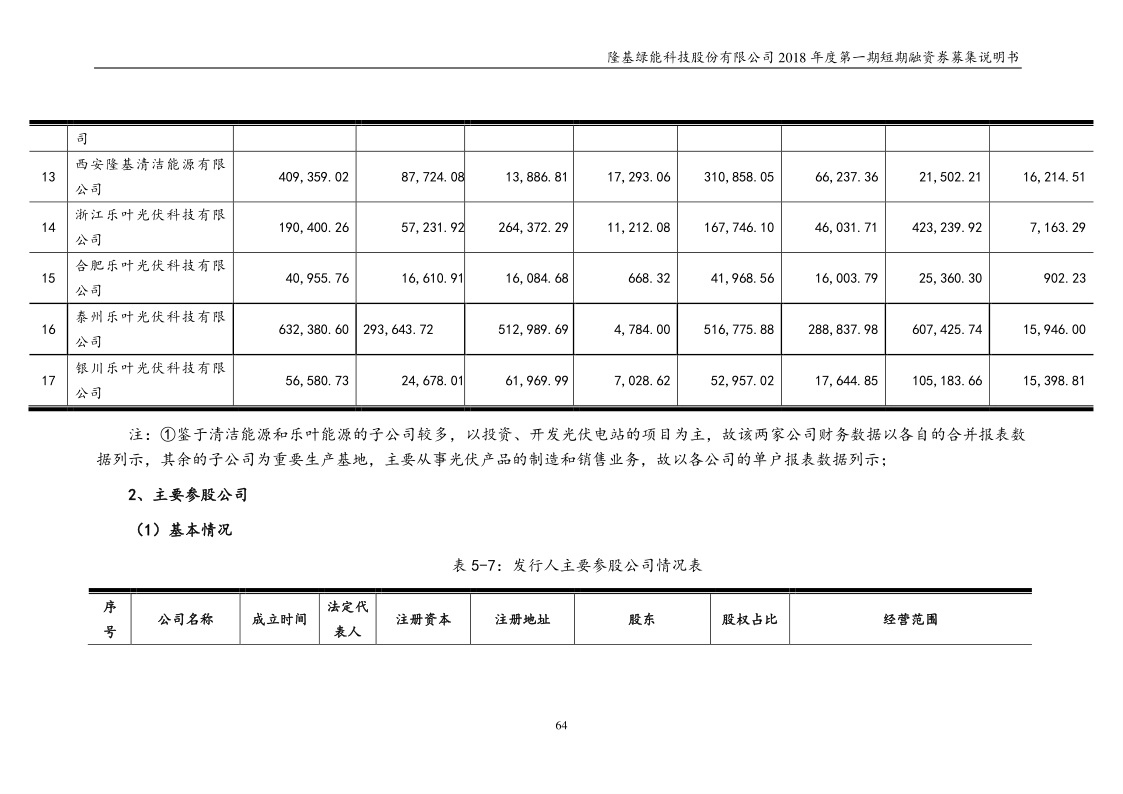 隆基绿能科技股份有限公司 2018 年度第一期短期融资券募集说明书
司
13 西安隆基清洁能源有限公司 409,359.02 87,724.08 13,886.81 17,293.06 310,858.05 66,237.36 21,502.21 16,214.51
14 浙江乐叶光伏科技有限公司 190,400.26 57,231.92 264,372.29 11,212.08 167,746.10 46,031.71 423,239.92 7,163.29
15 合肥乐叶光伏科技有限公司 40,955.76 16,610.91 16,084.68 668.32 41,968.56 16,003.79 25,360.30 902.23
16 泰州乐叶光伏科技有限公司 632,380.60 293,643.72 512,989.69 4,784.00 516,775.88 288,837.98 607,425.74 15,946.00
17 银川乐叶光伏科技有限公司 56,580.73 24,678.01 61,969.99 7,028.62 52,957.02 17,644.85 105,183.66 15,398.81
注：①鉴于清洁能源和乐叶能源的子公司较多，以投资、开发光伏电站的项目为主，故该两家公司财务数据以各自的合并报表数
据列示，其余的子公司为重要生产基地，主要从事光伏产品的制造和销售业务，故以各公司的单户报表数据列示；
2、主要参股公司
（1）基本情况
表 5-7：发行人主要参股公司情况表
序号 公司名称 成立时间 法定代表人 注册资本 注册地址 股东 股权占比 经营范围
64